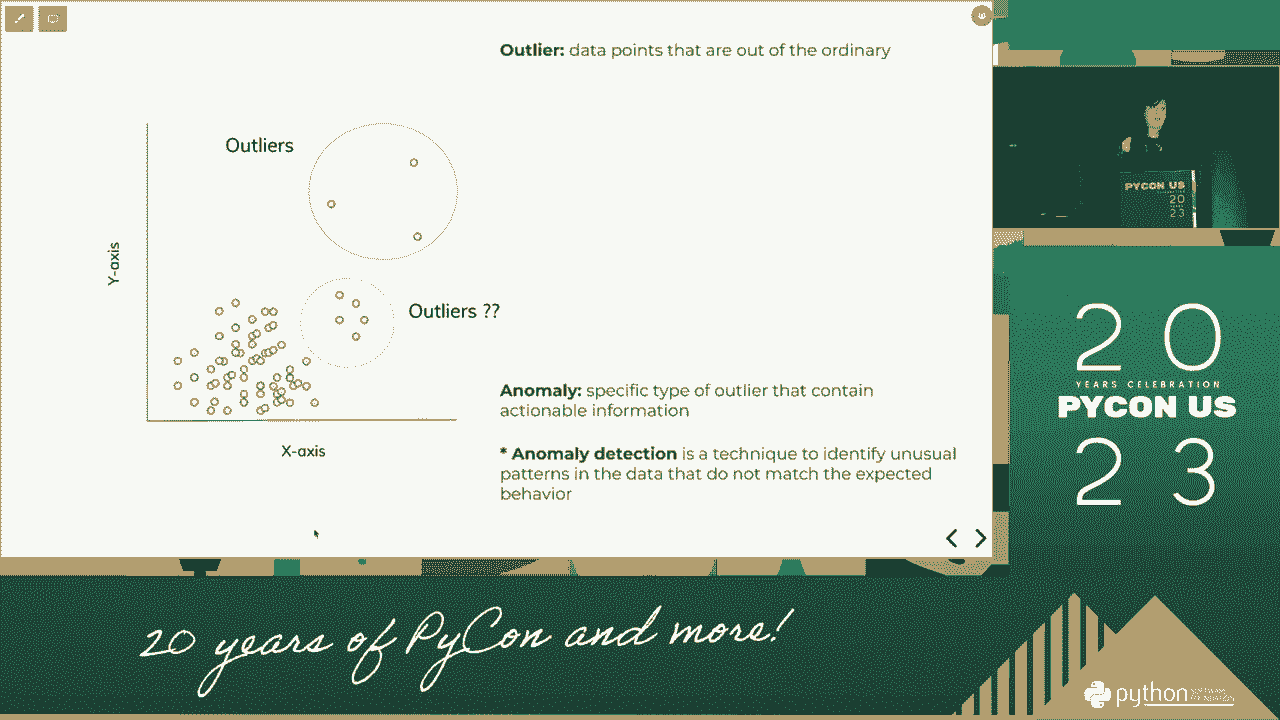 Outlier: data points that are out of the ordinary
Outliers
Y-axis
Outliers ??
X-axis
Anomaly: specific type of outlier that contain
actionable information
* Anomaly detection is a technique to identify unusual
patterns in the data that do not match the expected
behavior
PYCON US
20
23
20
YEARS CELEBRATION
PYCON US
23
20 years of PyCon and more!
python